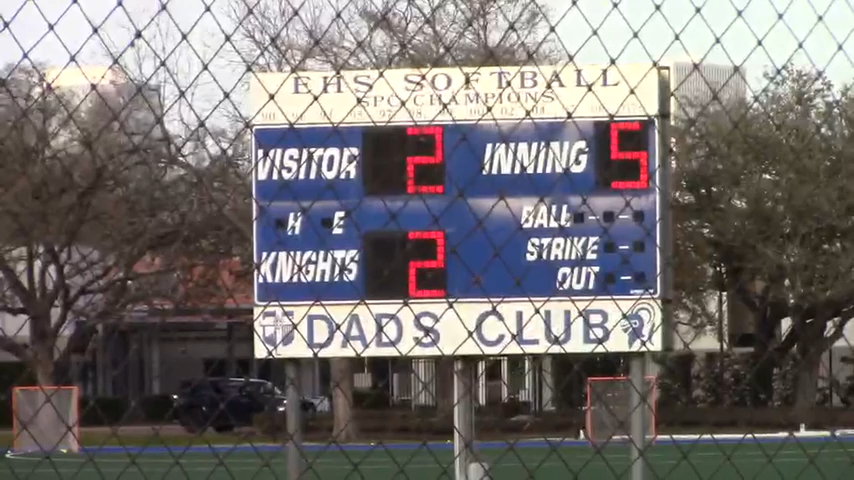 EHS SOFTBALL
SPC CHAMPIONS
VISITOR 2 INNING 5
H E BALL
KNIGHTS 2 STRIKE
OUT
DADS CLUB